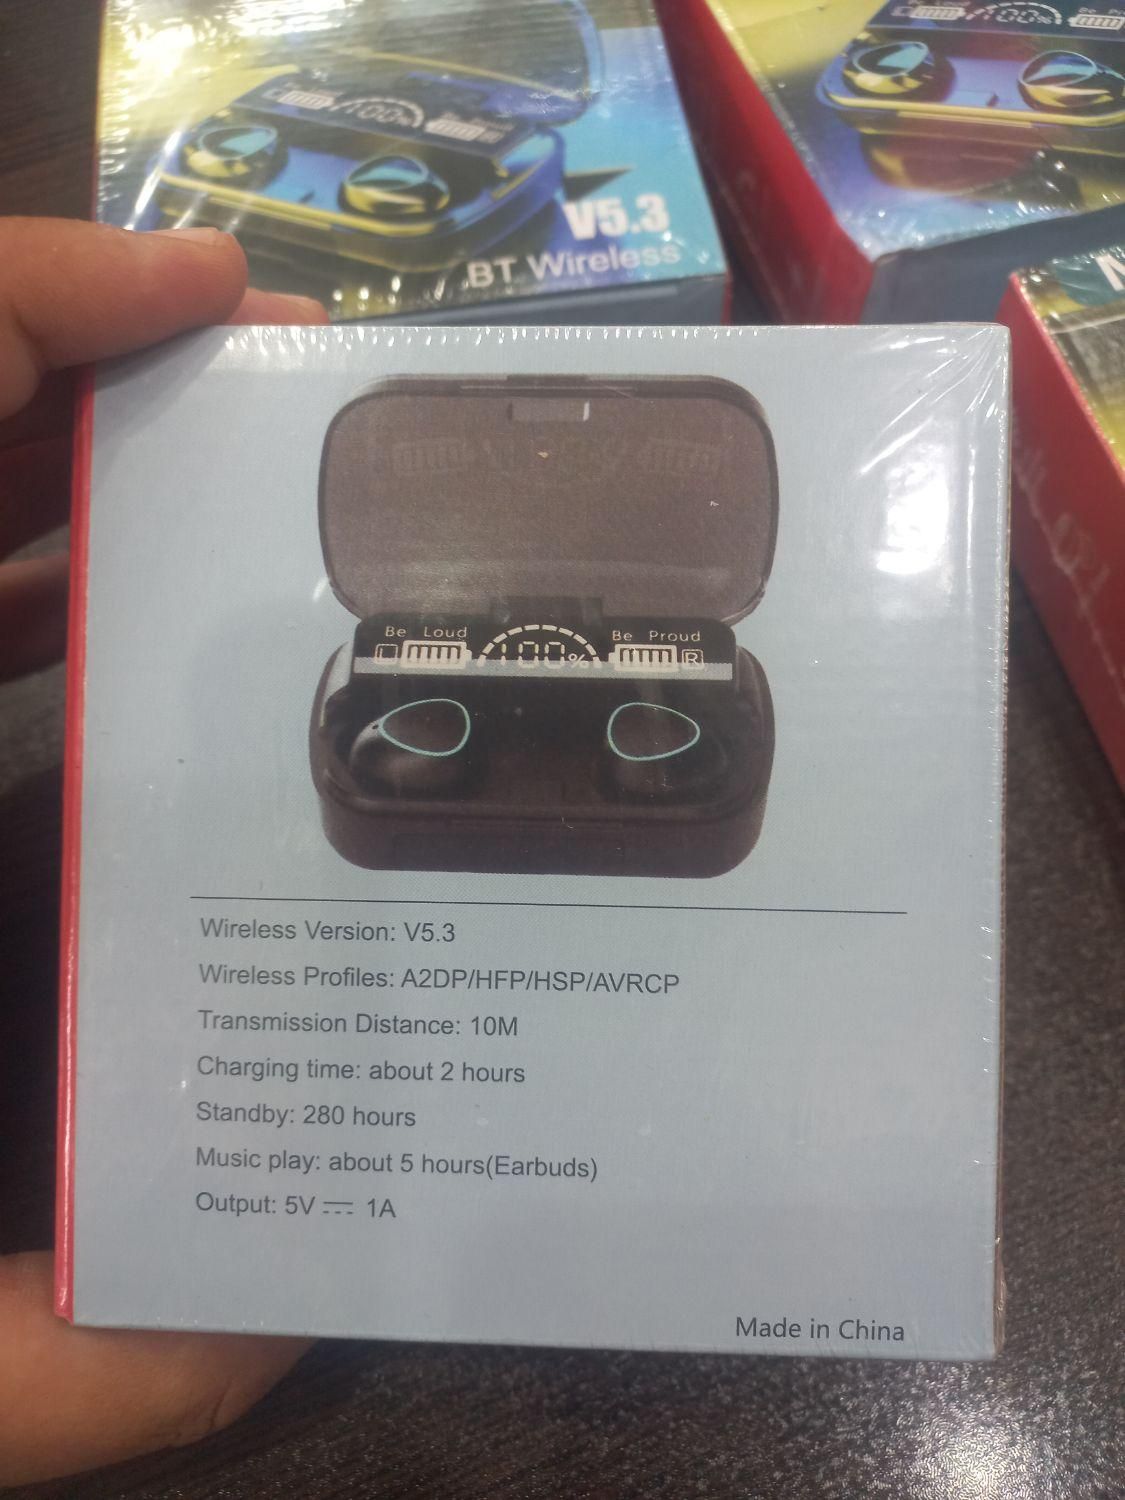 100%
V5.3
BT Wireless
100%
Be Loud
Be Proud
L
100%
R
Wireless Version: V5.3
Wireless Profiles: A2DP/HFP/HSP/AVRCP
Transmission Distance: 10M
Charging time: about 2 hours
Standby: 280 hours
Music play: about 5 hours(Earbuds)
Output: 5V ⎓ 1A
Made in China